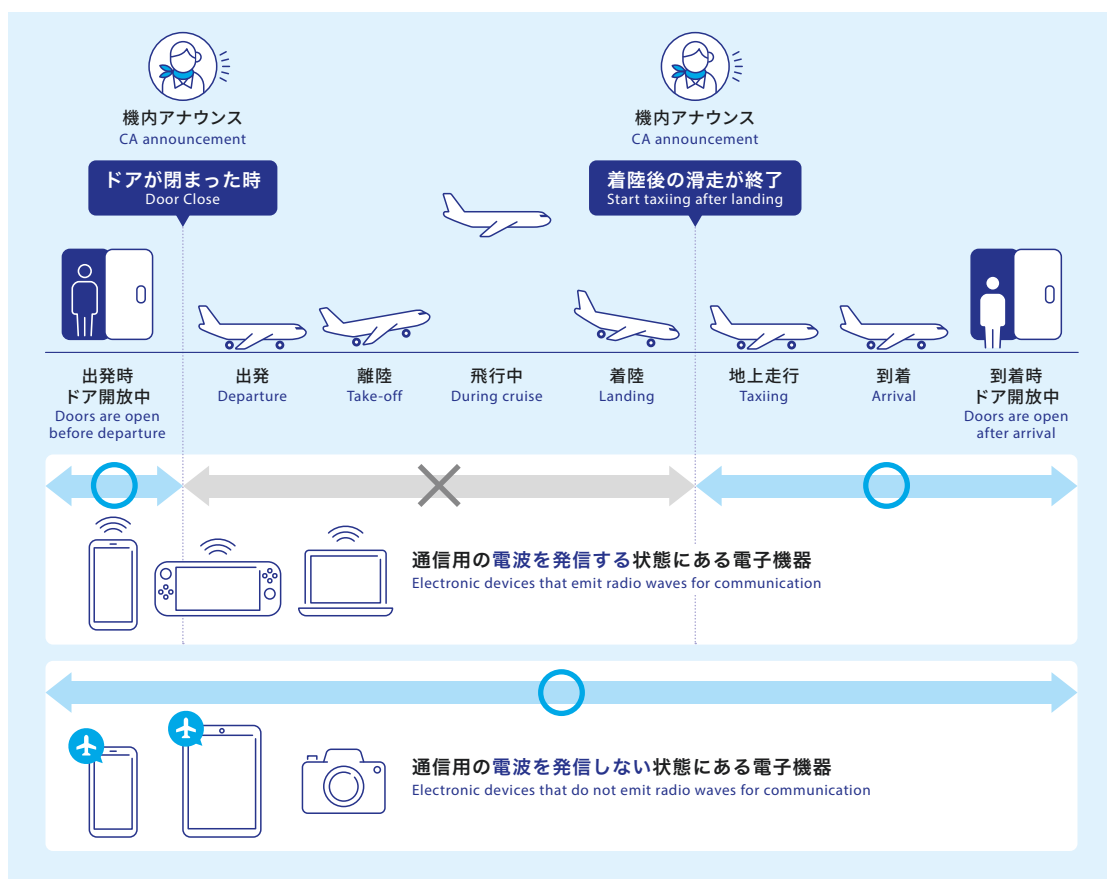 機内アナウンス
CA announcement
ドアが閉まった時
Door Close
機内アナウンス
CA announcement
着陸後の滑走が終了
Start taxiing after landing
出発時
ドア開放中
Doors are open
before departure
出発
Departure
離陸
Take-off
飛行中
During cruise
着陸
Landing
地上走行
Taxiing
到着
Arrival
到着時
ドア開放中
Doors are open
after arrival
通信用の電波を発信する状態にある電子機器
Electronic devices that emit radio waves for communication
通信用の電波を発信しない状態にある電子機器
Electronic devices that do not emit radio waves for communication